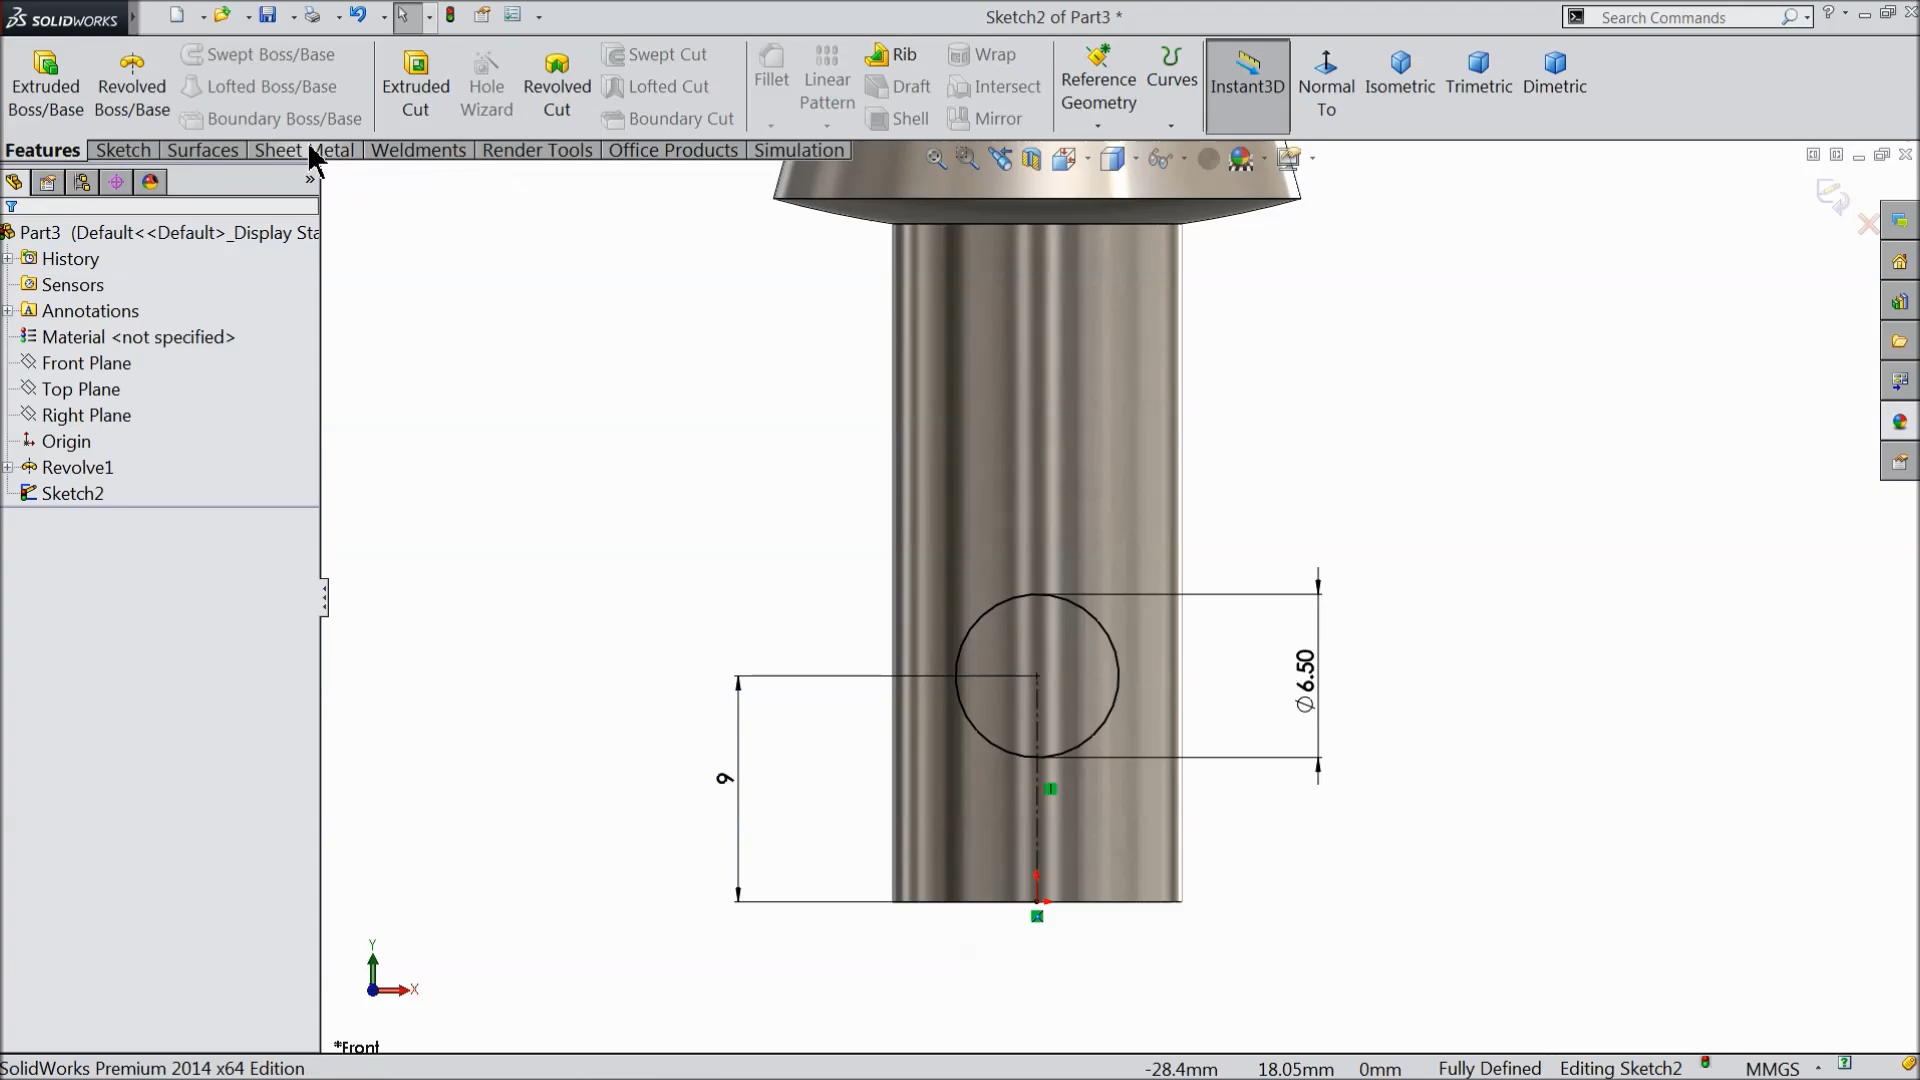 SOLIDWORKS
Sketch2 of Part3 *
Search Commands
Extruded Boss/Base
Revolved Boss/Base
Swept Boss/Base
Lofted Boss/Base
Boundary Boss/Base
Extruded Cut
Hole Wizard
Revolved Cut
Swept Cut
Lofted Cut
Boundary Cut
Fillet
Linear Pattern
Rib
Draft
Shell
Wrap
Intersect
Mirror
Reference Geometry
Curves
Instant3D
Normal To
Isometric
Trimetric
Dimetric
Features
Sketch
Surfaces
Sheet Metal
Weldments
Render Tools
Office Products
Simulation
Part3 (Default<<Default>_Display Sta
History
Sensors
Annotations
Material <not specified>
Front Plane
Top Plane
Right Plane
Origin
Revolve1
Sketch2
∅6.50
9
Y
X
*Front
SolidWorks Premium 2014 x64 Edition
-28.4mm
18.05mm
0mm
Fully Defined
Editing Sketch2
MMGS